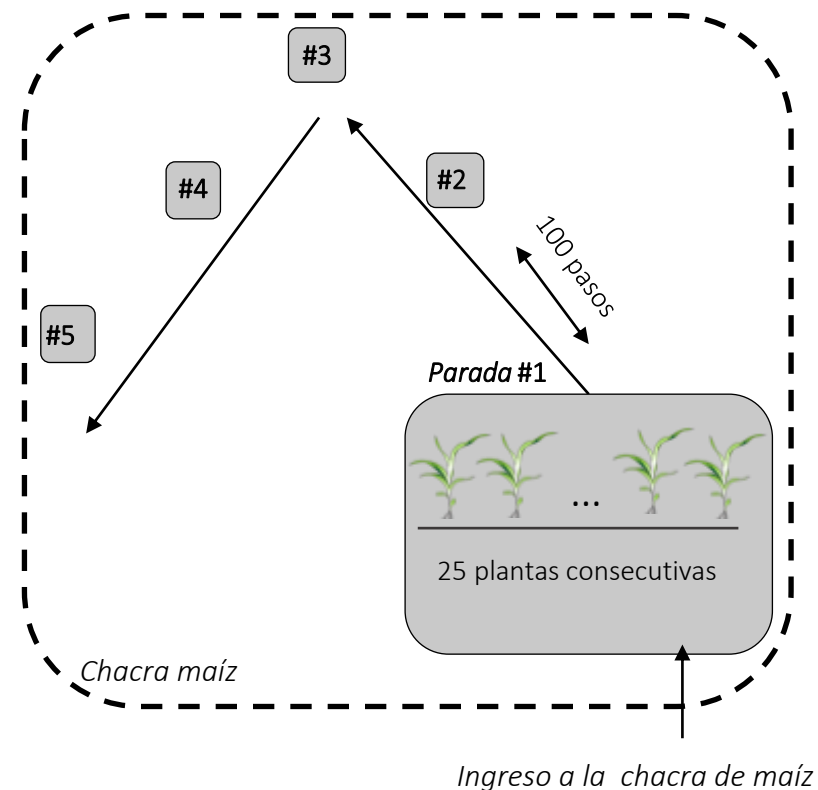 #3
#4
#2
100 pasos
#5
Parada #1
...
25 plantas consecutivas
Chacra maíz
Ingreso a la chacra de maíz